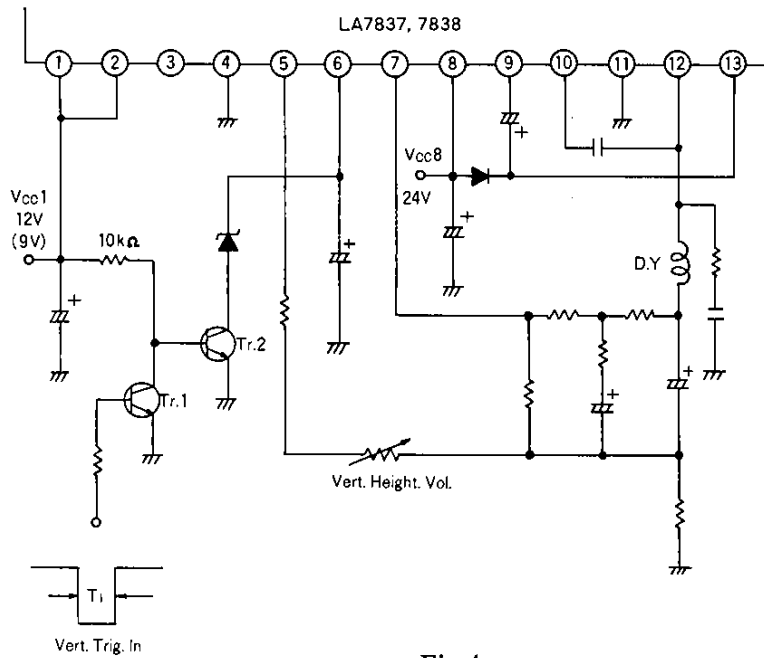 LA7837, 7838
1 2 3 4 5 6 7 8 9 10 11 12 13
Vcc1
12V
(9V)
10kΩ
Vcc8
24V
D.Y
Tr.2
Tr.1
Vert. Height. Vol.
Ti
Vert. Trig. In